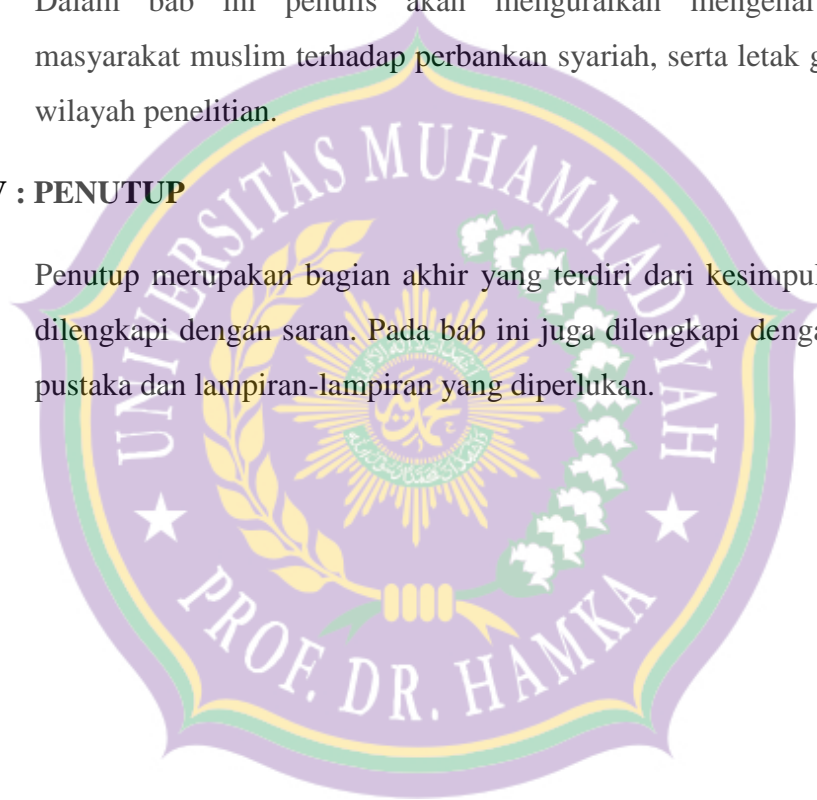 Dalam bab ini penulis akan menguraikan mengenai
masyarakat muslim terhadap perbankan syariah, serta letak g
wilayah penelitian.
V : PENUTUP
Penutup merupakan bagian akhir yang terdiri dari kesimpul
dilengkapi dengan saran. Pada bab ini juga dilengkapi denga
pustaka dan lampiran-lampiran yang diperlukan.
UNIVERSITAS MUHAMMADIYAH
PROF. DR. HAMKA